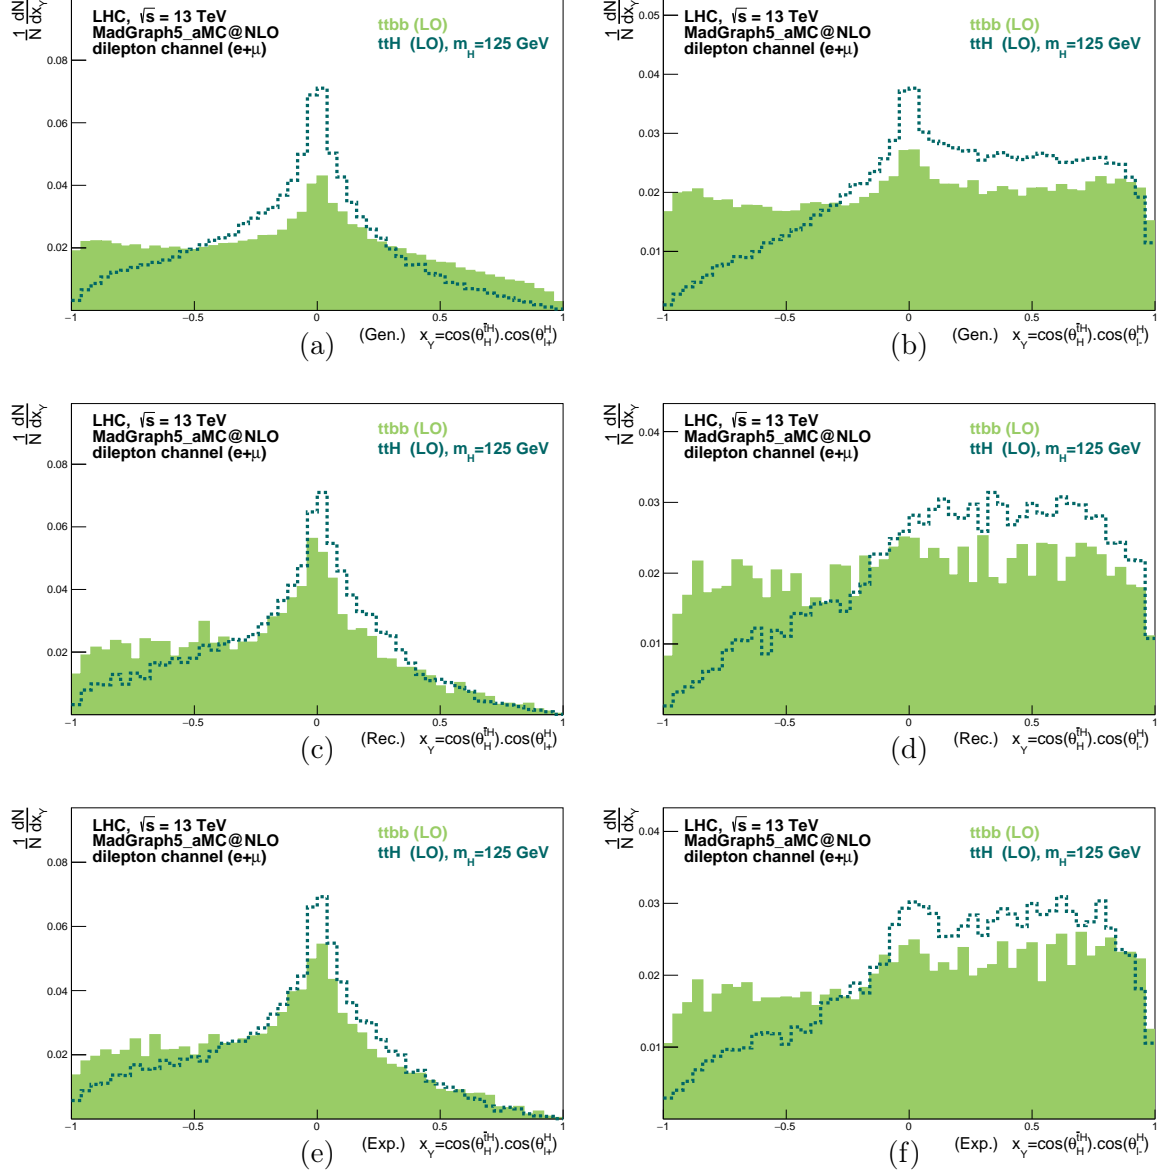 1/N dN/dx_Y
LHC, √s = 13 TeV
MadGraph5_aMC@NLO
dilepton channel (e+μ)
ttbb (LO)
ttH (LO), m_H=125 GeV
0.08
0.06
0.04
0.02
−1 −0.5 0 0.5 1
(a)
(Gen.) x_Y=cos(θ_H^{t̄H}).cos(θ_{l+}^H)
1/N dN/dx_Y
LHC, √s = 13 TeV
MadGraph5_aMC@NLO
dilepton channel (e+μ)
ttbb (LO)
ttH (LO), m_H=125 GeV
0.05
0.04
0.03
0.02
0.01
−1 −0.5 0 0.5 1
(b)
(Gen.) x_Y=cos(θ_H^{t̄H}).cos(θ_{l-}^H)
1/N dN/dx_Y
LHC, √s = 13 TeV
MadGraph5_aMC@NLO
dilepton channel (e+μ)
ttbb (LO)
ttH (LO), m_H=125 GeV
0.08
0.06
0.04
0.02
−1 −0.5 0 0.5 1
(c)
(Rec.) x_Y=cos(θ_H^{t̄H}).cos(θ_{l+}^H)
1/N dN/dx_Y
LHC, √s = 13 TeV
MadGraph5_aMC@NLO
dilepton channel (e+μ)
ttbb (LO)
ttH (LO), m_H=125 GeV
0.04
0.03
0.02
0.01
−1 −0.5 0 0.5 1
(d)
(Rec.) x_Y=cos(θ_H^{t̄H}).cos(θ_{l-}^H)
1/N dN/dx_Y
LHC, √s = 13 TeV
MadGraph5_aMC@NLO
dilepton channel (e+μ)
ttbb (LO)
ttH (LO), m_H=125 GeV
0.08
0.06
0.04
0.02
−1 −0.5 0 0.5 1
(e)
(Exp.) x_Y=cos(θ_H^{t̄H}).cos(θ_{l+}^H)
1/N dN/dx_Y
LHC, √s = 13 TeV
MadGraph5_aMC@NLO
dilepton channel (e+μ)
ttbb (LO)
ttH (LO), m_H=125 GeV
0.04
0.03
0.02
0.01
−1 −0.5 0 0.5 1
(f)
(Exp.) x_Y=cos(θ_H^{t̄H}).cos(θ_{l-}^H)